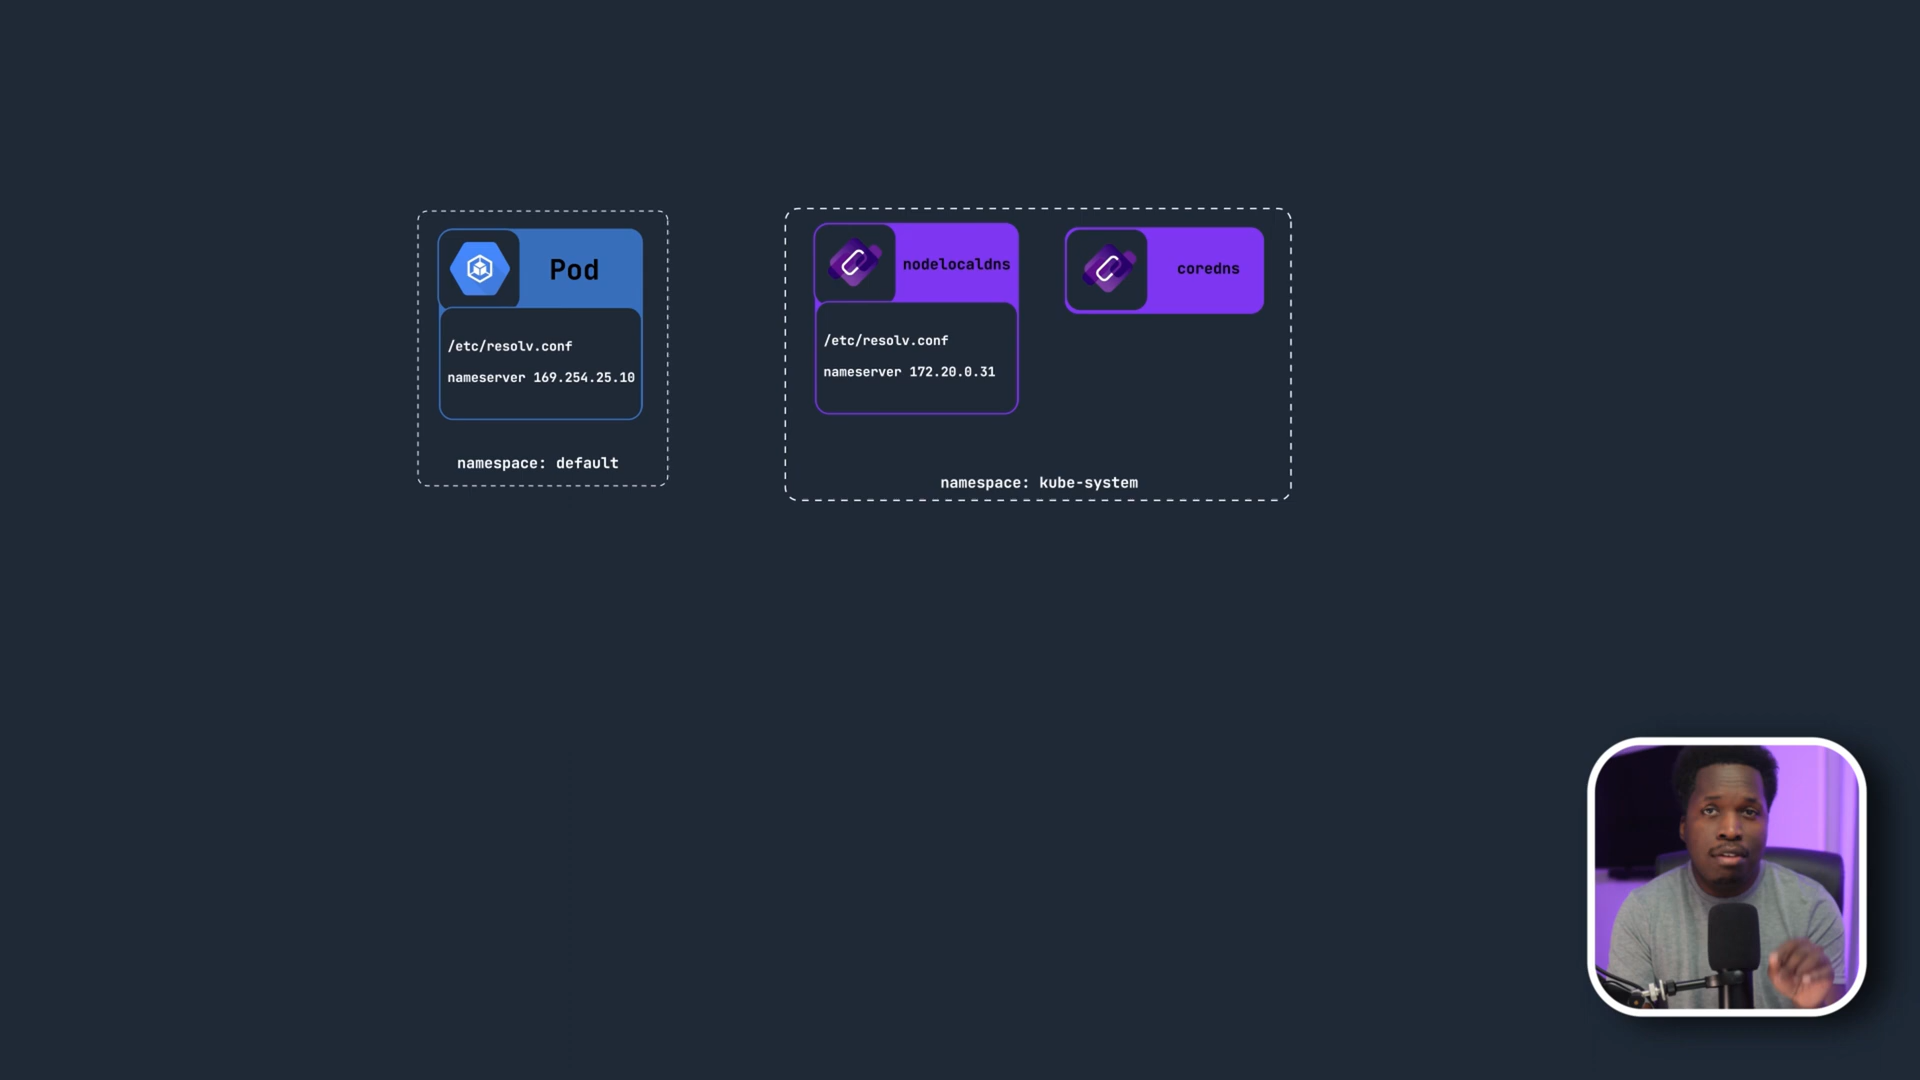 Pod
/etc/resolv.conf
nameserver 169.254.25.10
namespace: default
nodelocaldns
/etc/resolv.conf
nameserver 172.20.0.31
coredns
namespace: kube-system